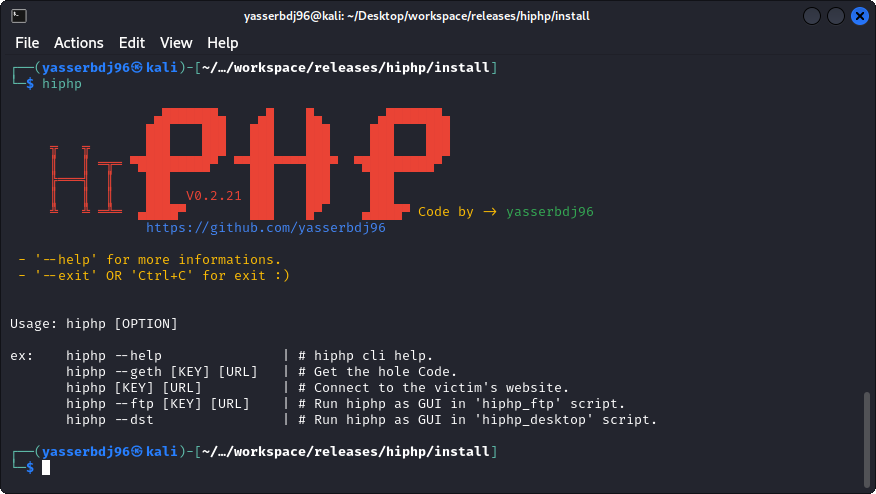 yasserbdj96@kali: ~/Desktop/workspace/releases/hiphp/install
File Actions Edit View Help
┌──(yasserbdj96㉿kali)-[~/…/workspace/releases/hiphp/install]
└─$ hiphp
HI PHP
V0.2.21
Code by -> yasserbdj96
https://github.com/yasserbdj96
- '--help' for more informations.
- '--exit' OR 'Ctrl+C' for exit :)
Usage: hiphp [OPTION]
ex: hiphp --help | # hiphp cli help.
hiphp --geth [KEY] [URL] | # Get the hole Code.
hiphp [KEY] [URL] | # Connect to the victim's website.
hiphp --ftp [KEY] [URL] | # Run hiphp as GUI in 'hiphp_ftp' script.
hiphp --dst | # Run hiphp as GUI in 'hiphp_desktop' script.
┌──(yasserbdj96㉿kali)-[~/…/workspace/releases/hiphp/install]
└─$